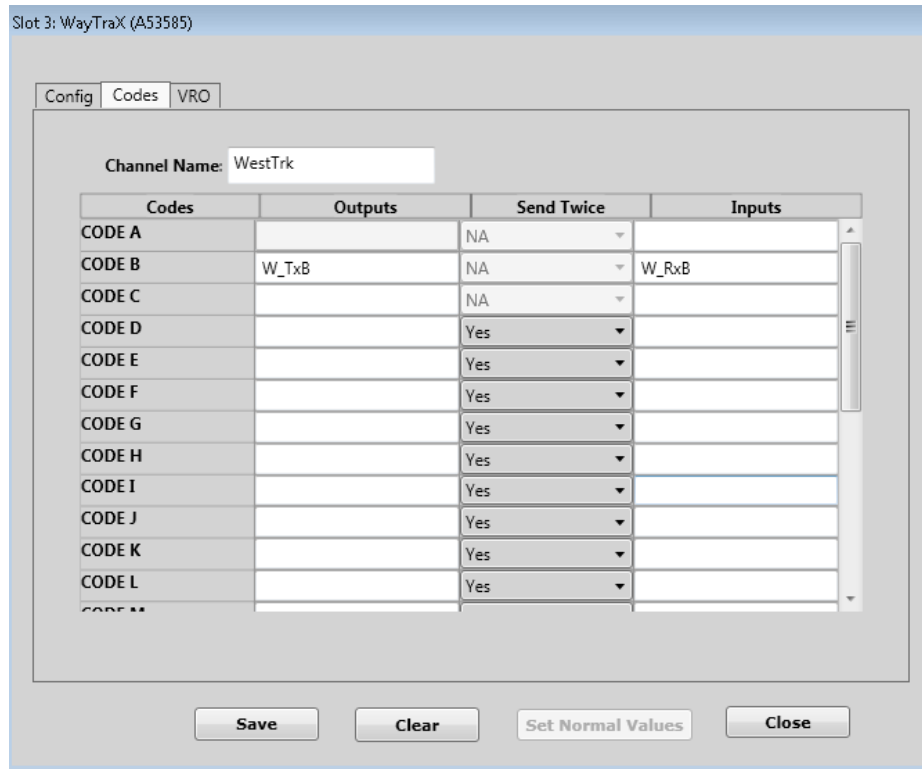 Slot 3: WayTraX (A53585)
Config Codes VRO
Channel Name: WestTrk
Codes Outputs Send Twice Inputs
CODE A NA
CODE B W_TxB NA W_RxB
CODE C NA
CODE D Yes
CODE E Yes
CODE F Yes
CODE G Yes
CODE H Yes
CODE I Yes
CODE J Yes
CODE K Yes
CODE L Yes
CODE M
Save Clear Set Normal Values Close